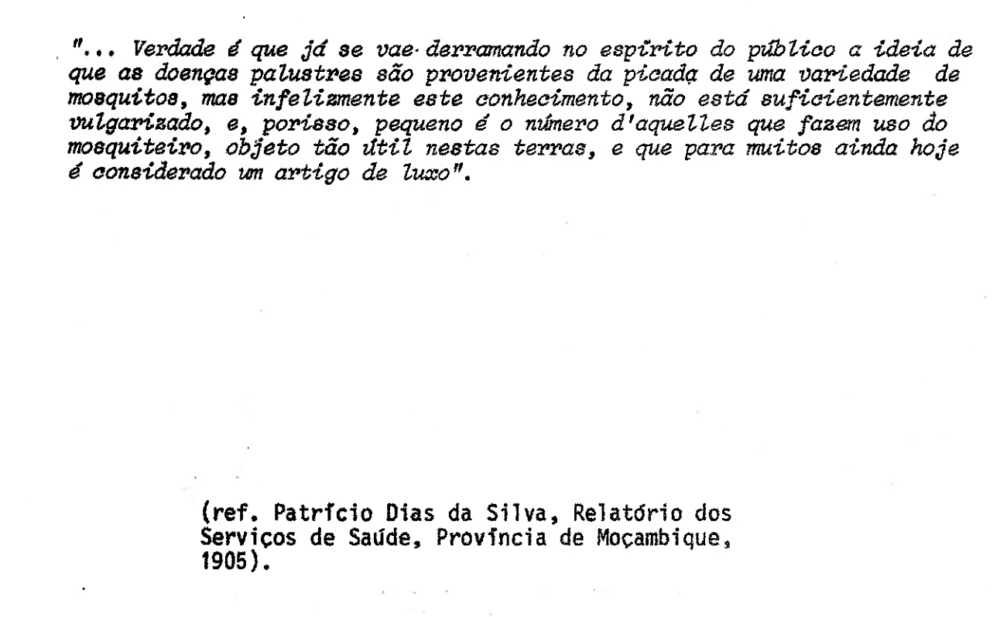 "... Verdade é que já se vae derramando no espírito do público a ideia de
que as doenças palustres são provenientes da picada de uma variedade de
mosquitos, mas infelizmente este conhecimento, não está suficientemente
vulgarizado, e, porisso, pequeno é o número d'aquelles que fazem uso do
mosquiteiro, objeto tão útil nestas terras, e que para muitos ainda hoje
é considerado um artigo de luxo".
(ref. Patrício Dias da Silva, Relatório dos
Serviços de Saúde, Província de Moçambique,
1905).